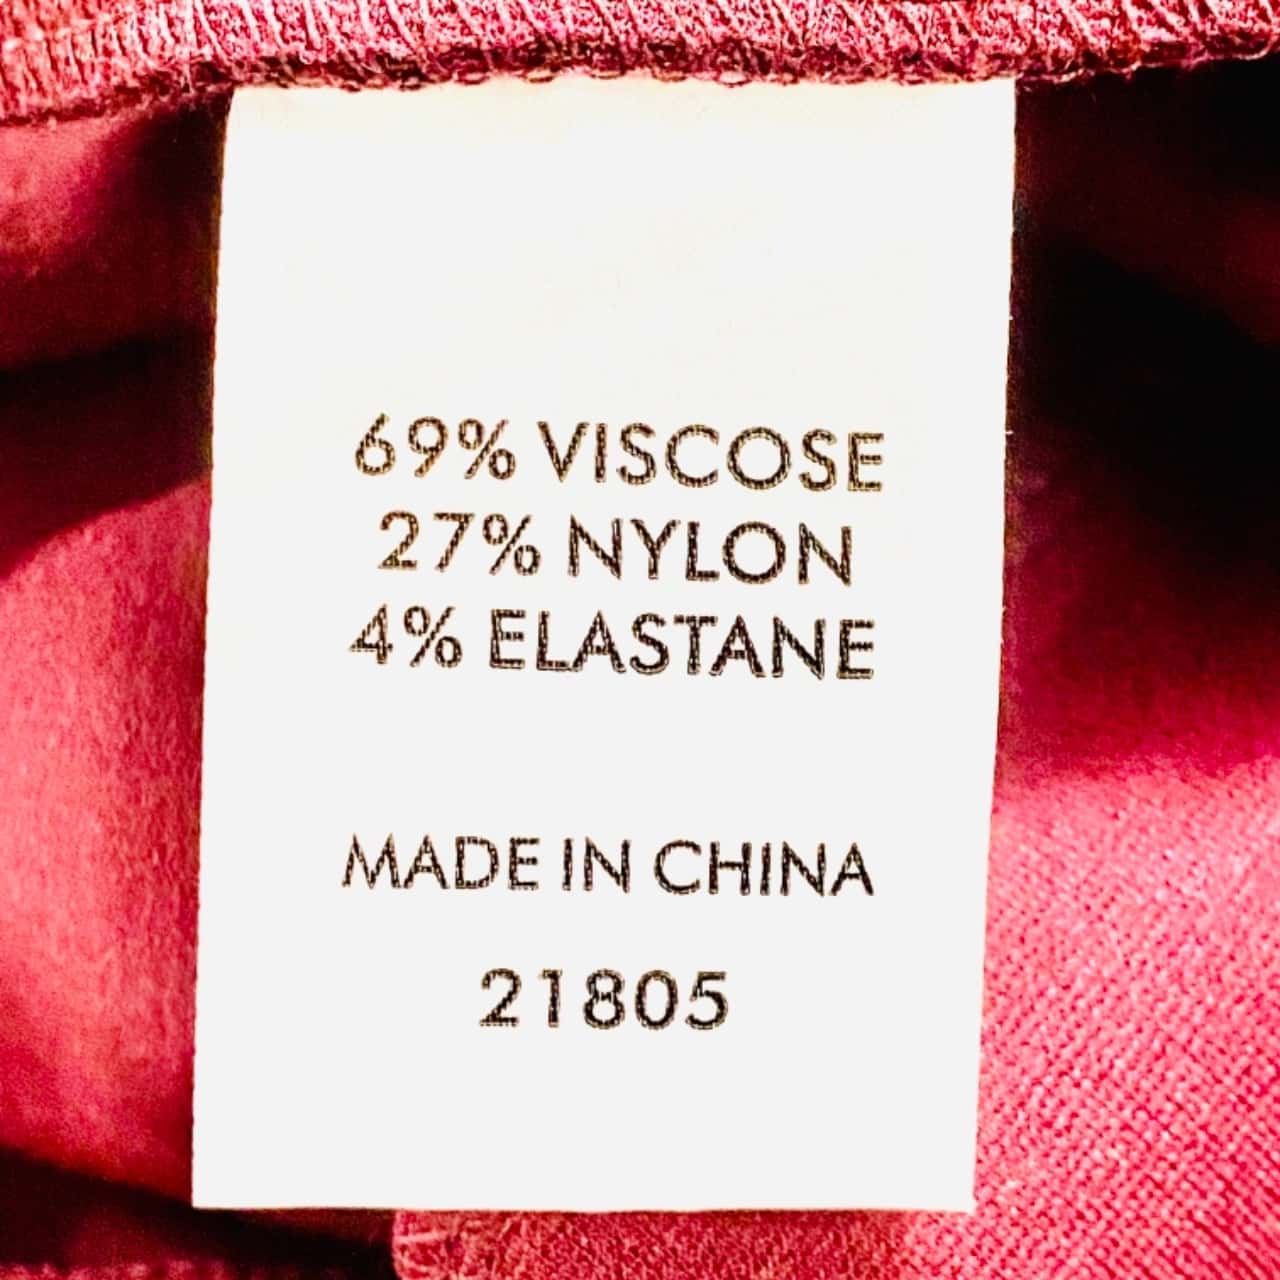 69% VISCOSE
27% NYLON
4% ELASTANE
MADE IN CHINA
21805